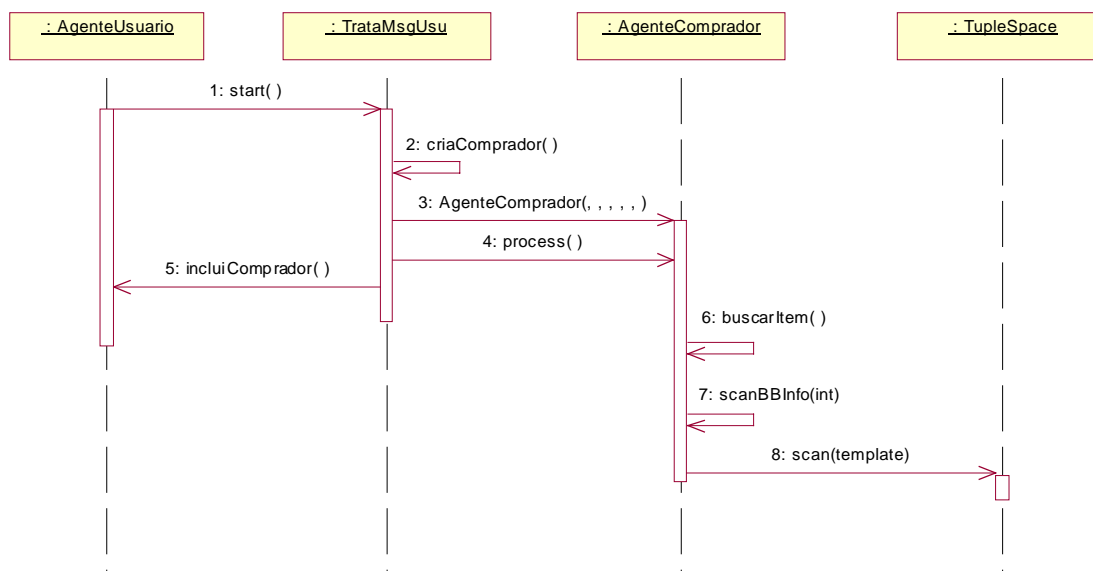 : AgenteUsuario
: TrataMsgUsu
: AgenteComprador
: TupleSpace
1: start( )
2: criaComprador( )
3: AgenteComprador(, , , , , )
4: process( )
5: incluiComprador( )
6: buscarItem( )
7: scanBBInfo(int)
8: scan(template)